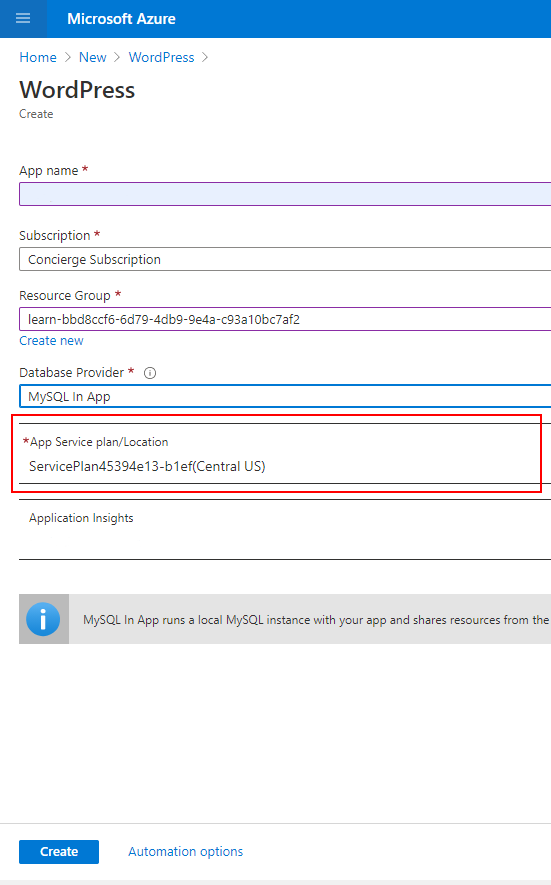 Microsoft Azure
Home > New > WordPress >
WordPress
Create
App name *
Subscription *
Concierge Subscription
Resource Group *
learn-bbd8ccf6-6d79-4db9-9e4a-c93a10bc7af2
Create new
Database Provider * i
MySQL In App
*App Service plan/Location
ServicePlan45394e13-b1ef(Central US)
Application Insights
i MySQL In App runs a local MySQL instance with your app and shares resources from the
Create Automation options